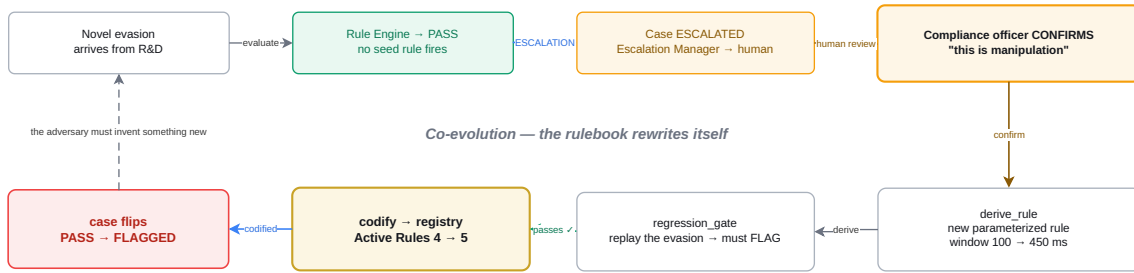 Novel evasion
arrives from R&D
evaluate
Rule Engine → PASS
no seed rule fires
ESCALATION
Case ESCALATED
Escalation Manager → human
human review
Compliance officer CONFIRMS
"this is manipulation"
the adversary must invent something new
Co-evolution — the rulebook rewrites itself
confirm
case flips
PASS → FLAGGED
codified
codify → registry
Active Rules 4 → 5
passes ✓
regression_gate
replay the evasion → must FLAG
derive
derive_rule
new parameterized rule
window 100 → 450 ms